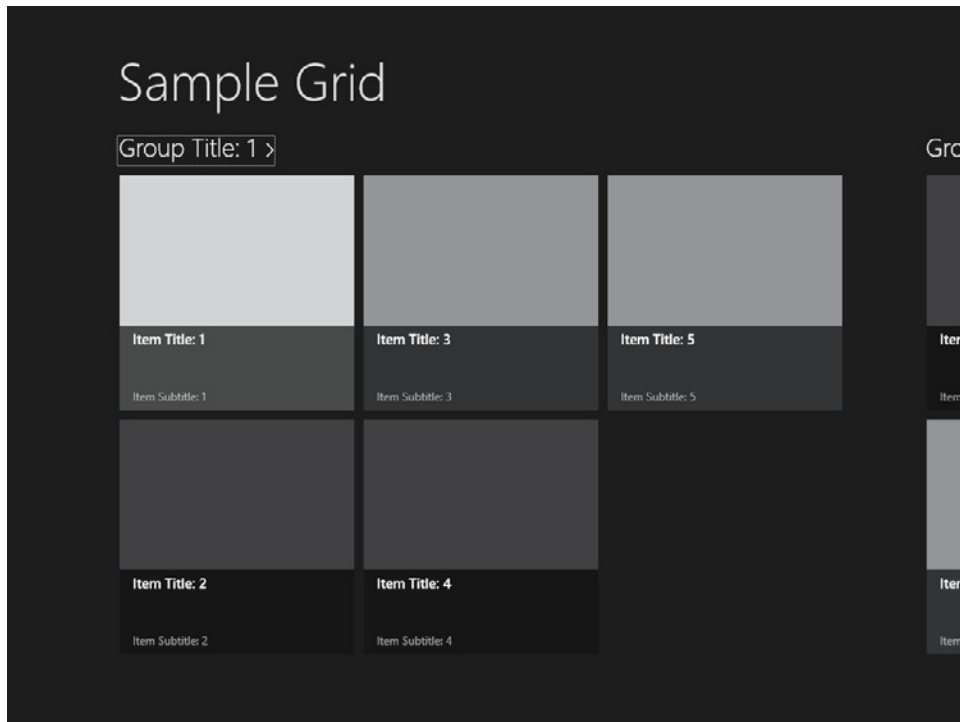 Sample Grid
Group Title: 1 >
Item Title: 1
Item Subtitle: 1
Item Title: 3
Item Subtitle: 3
Item Title: 5
Item Subtitle: 5
Item Title: 2
Item Subtitle: 2
Item Title: 4
Item Subtitle: 4